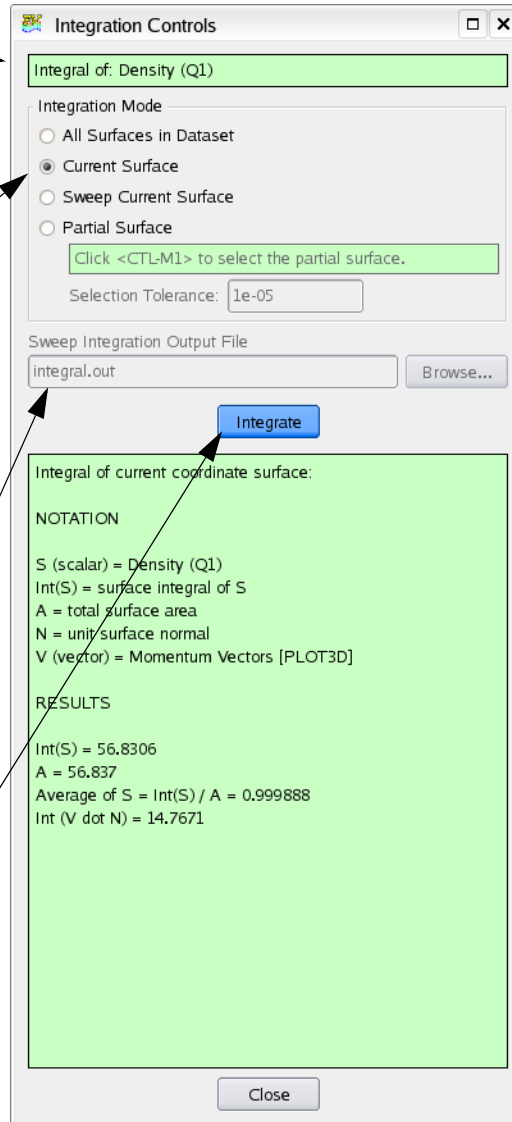 Integration Controls
Integral of: Density (Q1)
Integration Mode
All Surfaces in Dataset
Current Surface
Sweep Current Surface
Partial Surface
Click <CTL-M1> to select the partial surface.
Selection Tolerance: 1e-05
Sweep Integration Output File
integral.out Browse...
Integrate
Integral of current coordinate surface:
NOTATION
S (scalar) = Density (Q1)
Int(S) = surface integral of S
A = total surface area
N = unit surface normal
V (vector) = Momentum Vectors [PLOT3D]
RESULTS
Int(S) = 56.8306
A = 56.837
Average of S = Int(S) / A = 0.999888
Int (V dot N) = 14.7671
Close